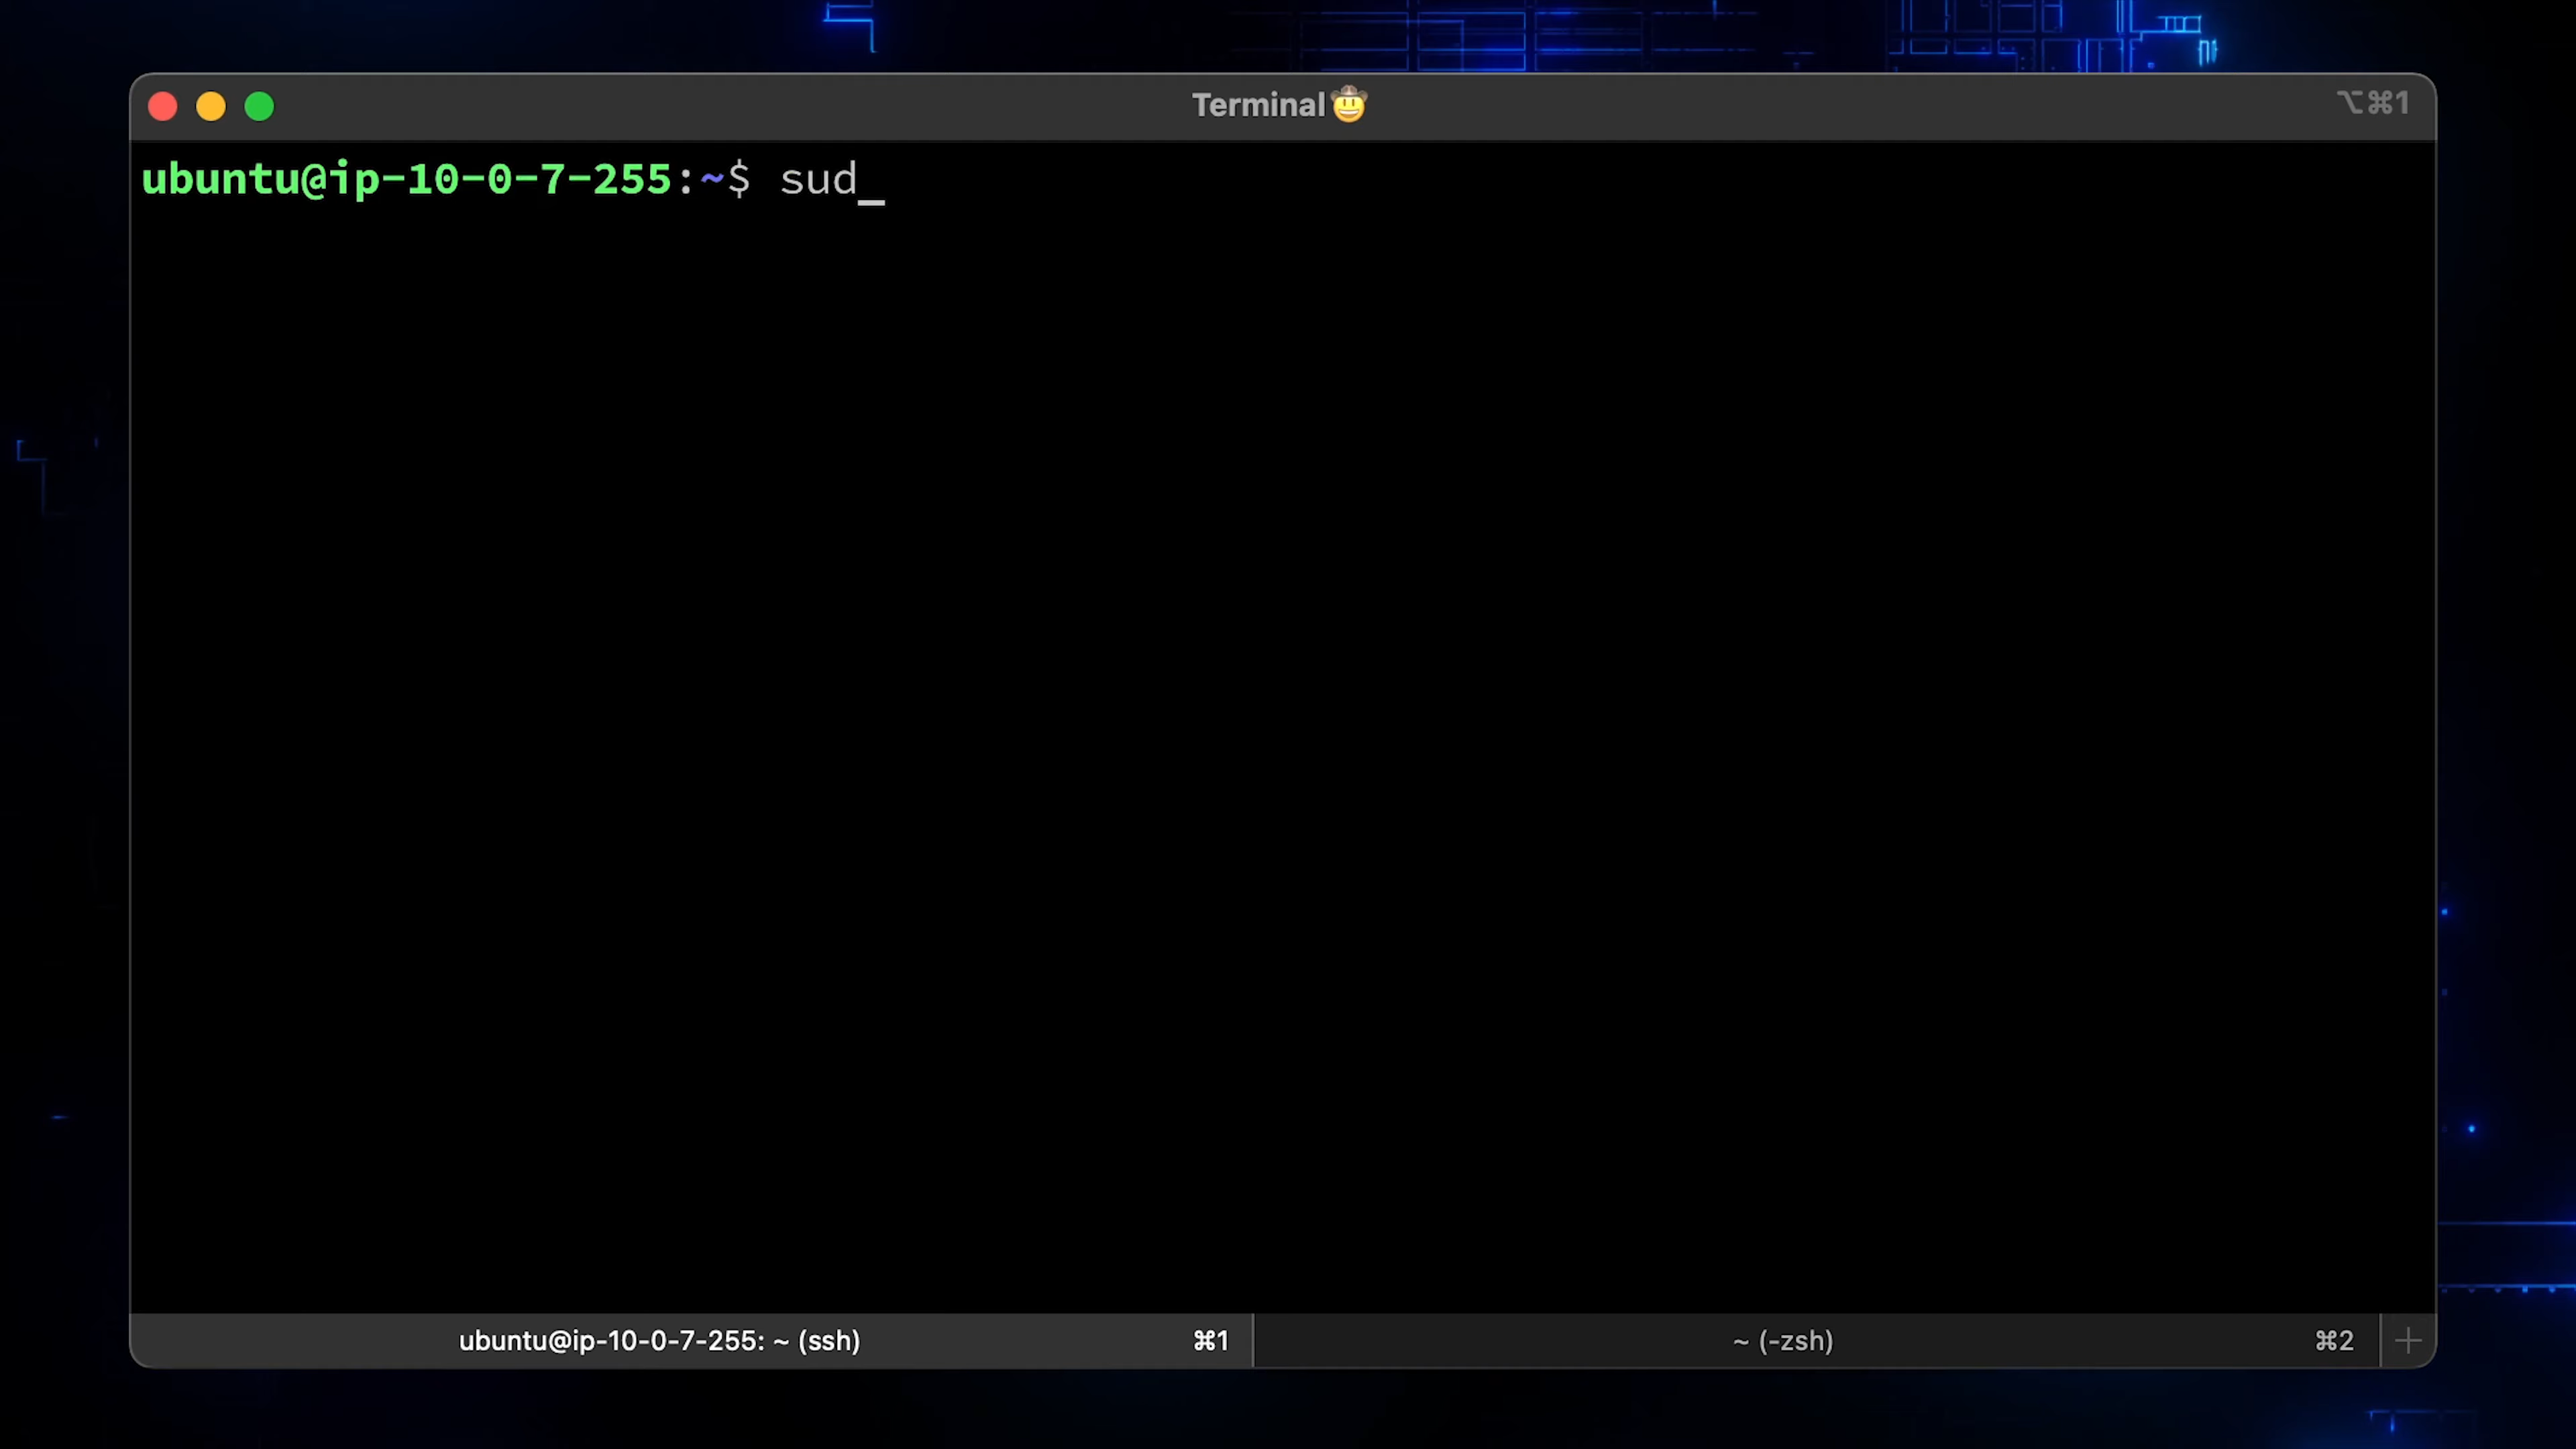 Terminal🤠
⌥⌘1
ubuntu@ip-10-0-7-255:~$ sud_
ubuntu@ip-10-0-7-255: ~ (ssh) ⌘1
~ (-zsh) ⌘2 +